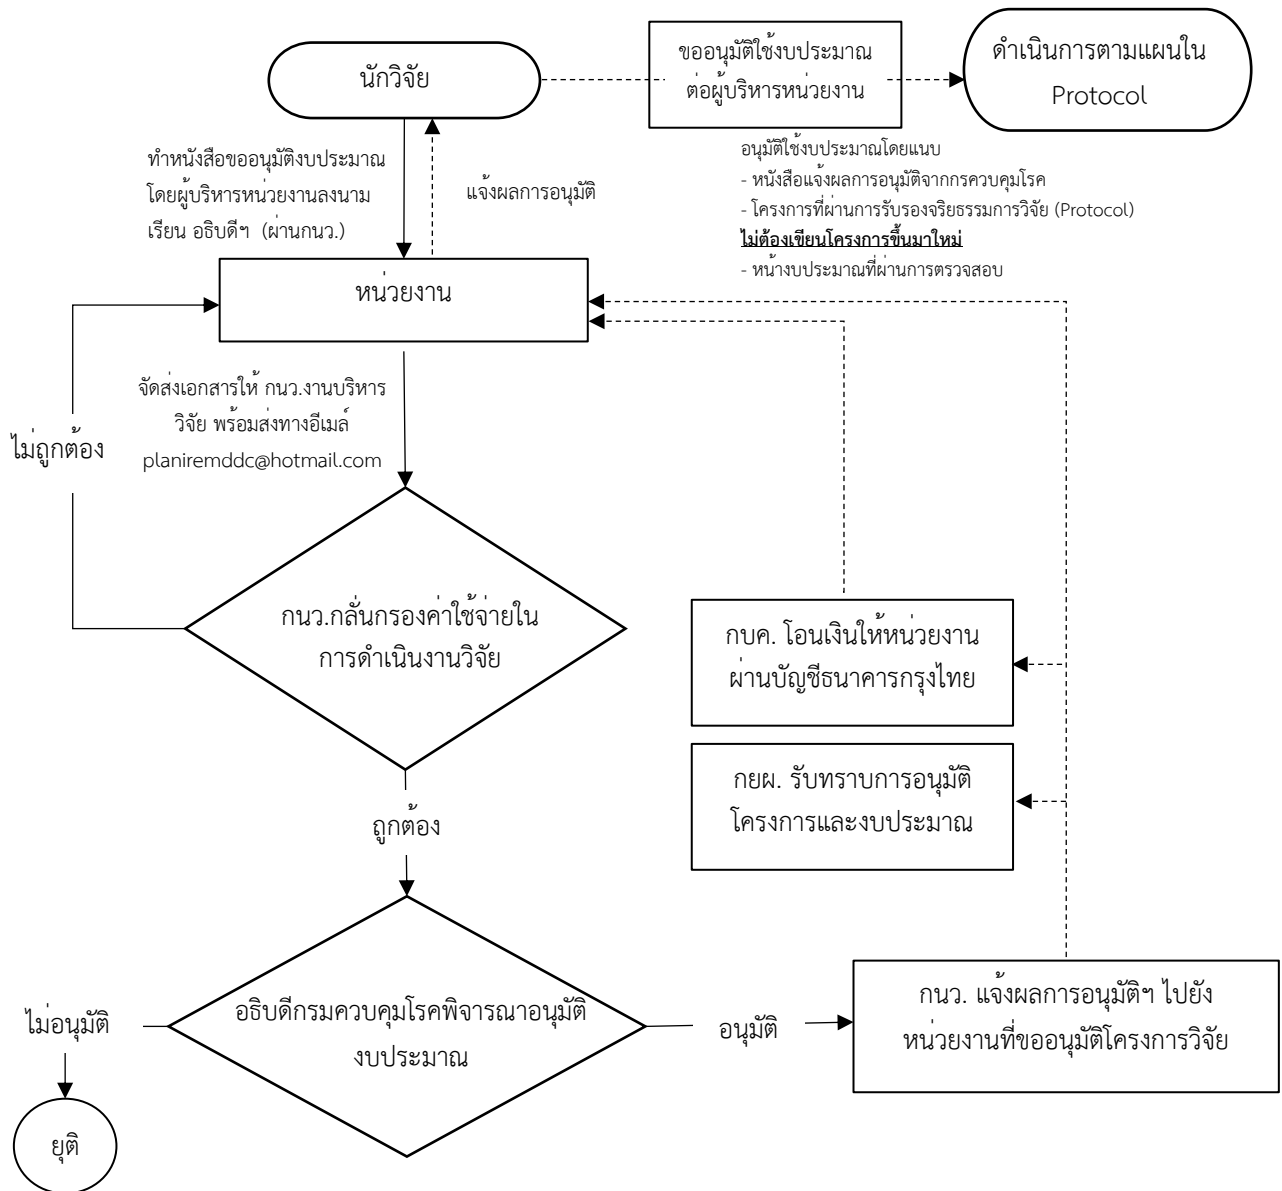 นักวิจัย
ขออนุมัติใช้งบประมาณ
ต่อผู้บริหารหน่วยงาน
ดำเนินการตามแผนใน
Protocol
ทำหนังสือขออนุมัติงบประมาณ
โดยผู้บริหารหน่วยงานลงนาม
เรียน อธิบดีฯ (ผ่านกนว.)
แจ้งผลการอนุมัติ
อนุมัติใช้งบประมาณโดยแนบ
- หนังสือแจ้งผลการอนุมัติจากกรควบคุมโรค
- โครงการที่ผ่านการรับรองจริยธรรมการวิจัย (Protocol)
ไม่ต้องเขียนโครงการขึ้นมาใหม่
- หน้างบประมาณที่ผ่านการตรวจสอบ
หน่วยงาน
จัดส่งเอกสารให้ กนว.งานบริหาร
วิจัย พร้อมส่งทางอีเมล์
planiremddc@hotmail.com
ไม่ถูกต้อง
กนว.กลั่นกรองค่าใช้จ่ายใน
การดำเนินงานวิจัย
กบค. โอนเงินให้หน่วยงาน
ผ่านบัญชีธนาคารกรุงไทย
กยผ. รับทราบการอนุมัติ
โครงการและงบประมาณ
ถูกต้อง
อธิบดีกรมควบคุมโรคพิจารณาอนุมัติ
งบประมาณ
ไม่อนุมัติ
อนุมัติ
กนว. แจ้งผลการอนุมัติฯ ไปยัง
หน่วยงานที่ขออนุมัติโครงการวิจัย
ยุติ